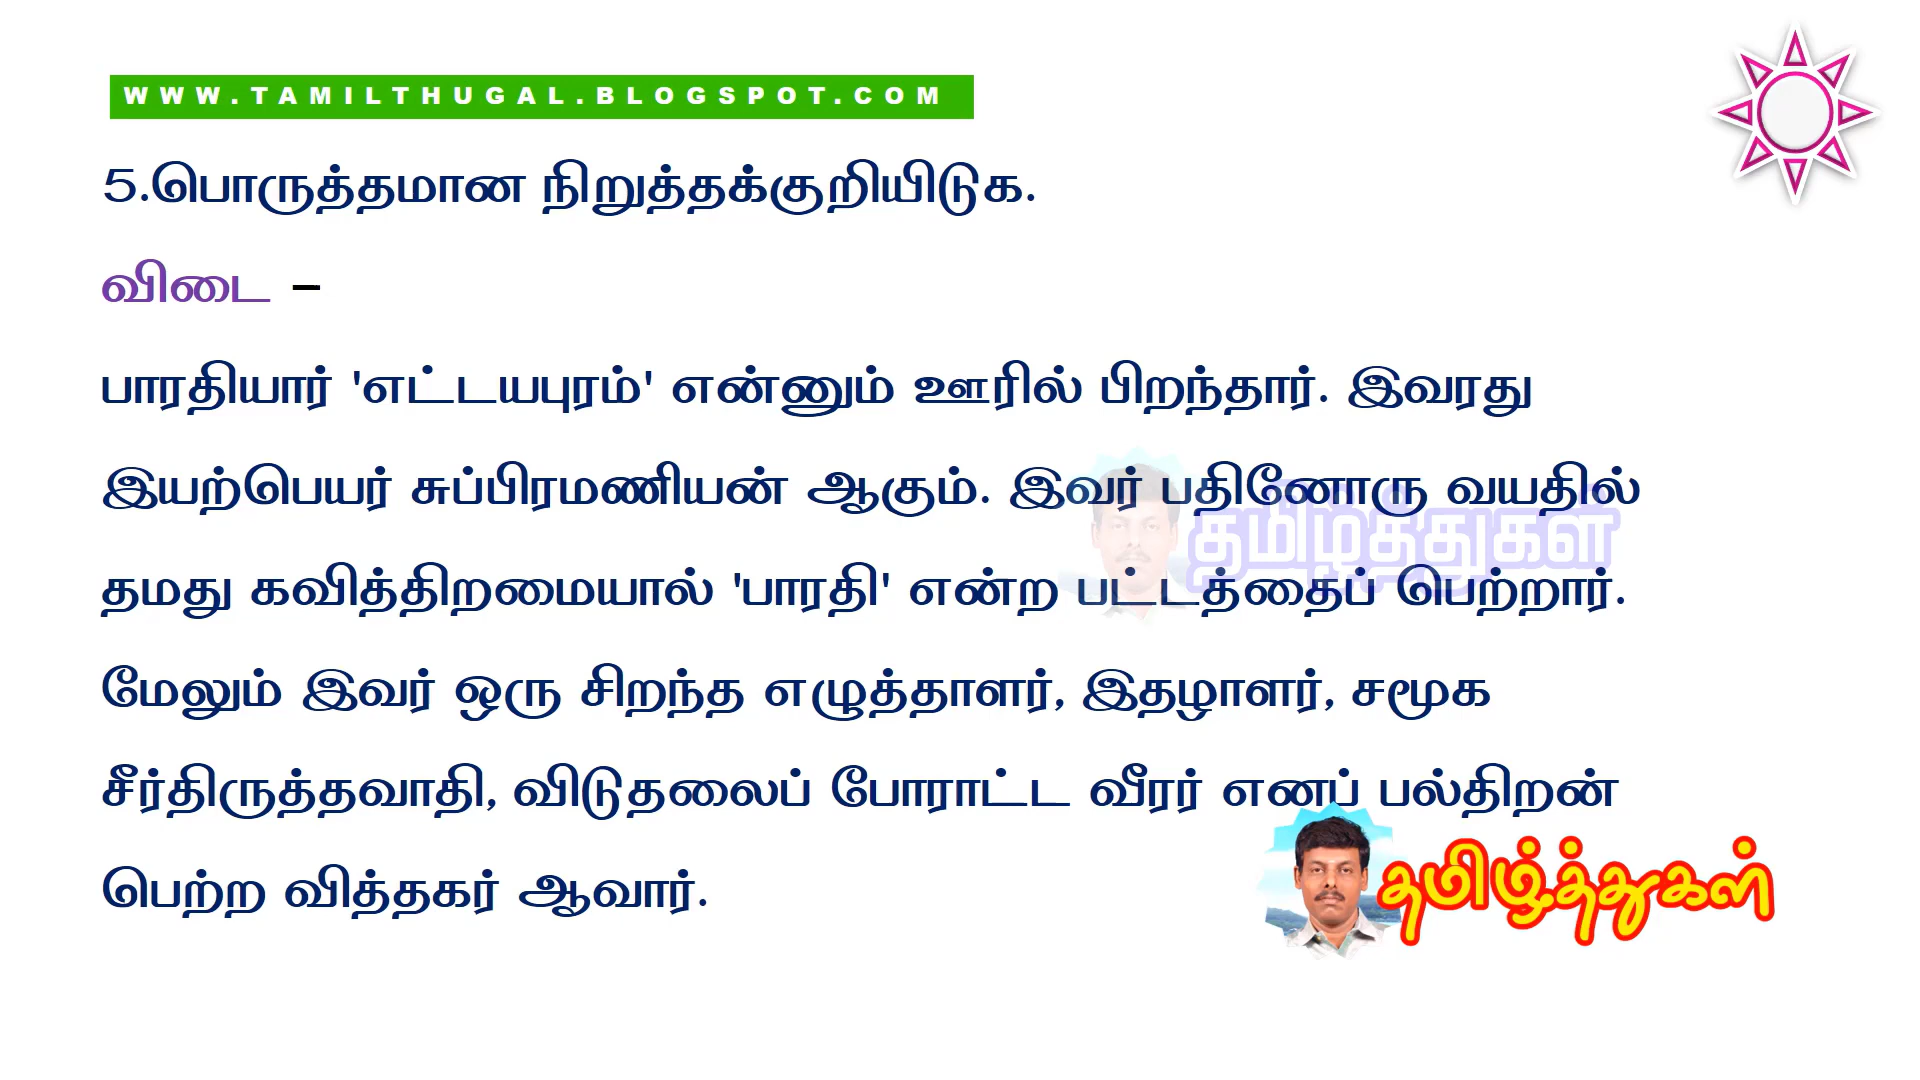 WWW.TAMILTHUGAL.BLOGSPOT.COM
5.பொருத்தமான நிறுத்தக்குறியிடுக.
விடை –
பாரதியார் 'எட்டயபுரம்' என்னும் ஊரில் பிறந்தார். இவரது
இயற்பெயர் சுப்பிரமணியன் ஆகும். இவர் பதினோரு வயதில்
தமிழ்த்துகள்
தமது கவித்திறமையால் 'பாரதி' என்ற பட்டத்தைப் பெற்றார்.
மேலும் இவர் ஒரு சிறந்த எழுத்தாளர், இதழாளர், சமூக
சீர்திருத்தவாதி, விடுதலைப் போராட்ட வீரர் எனப் பல்திறன்
பெற்ற வித்தகர் ஆவார்.
தமிழ்த்துகள்